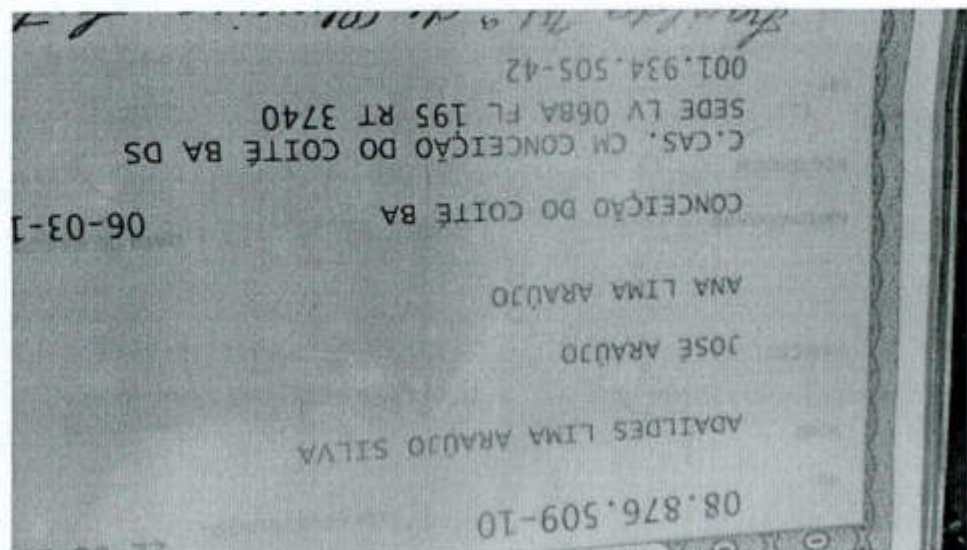 08.876.509-10
ADAILDES LIMA ARAÚJO SILVA
JOSÉ ARAÚJO
ANA LIMA ARAÚJO
CONCEIÇÃO DO COITÉ BA 06-03-1
C.CAS. CM CONCEIÇÃO DO COITÉ BA DS
SEDE LV 068A FL 195 RT 3740
001.934.505-42